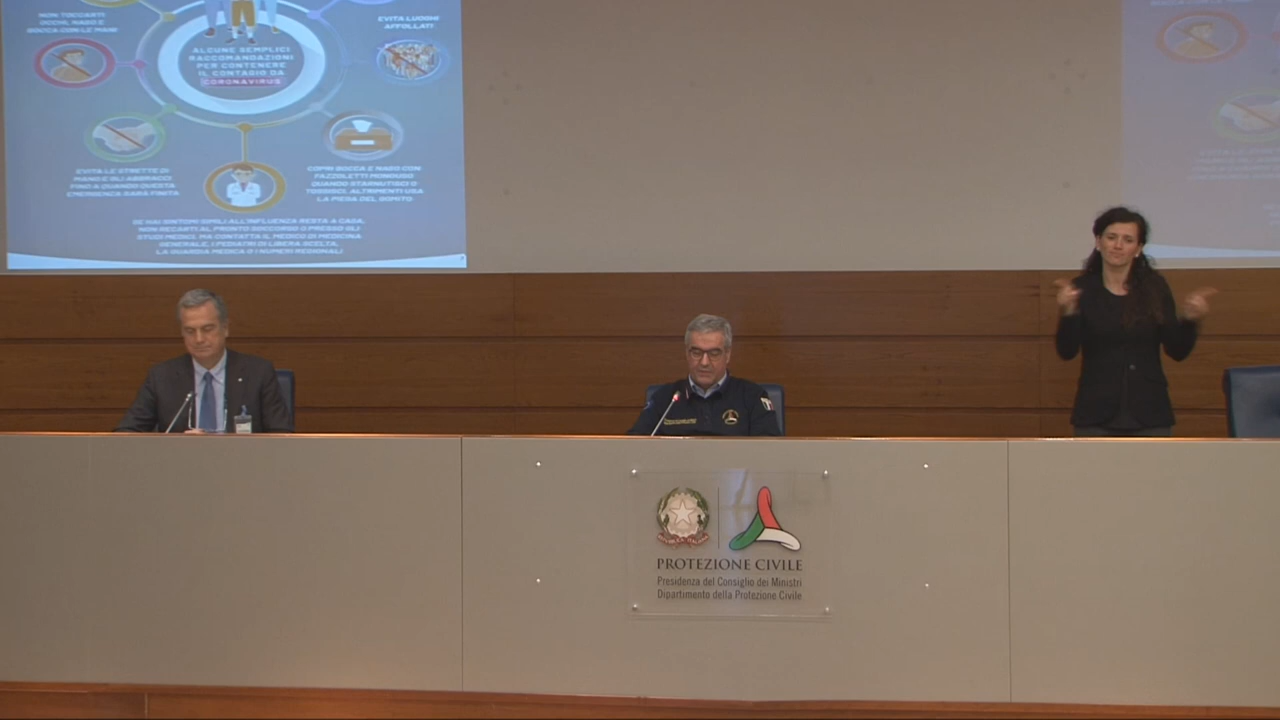 NON TOCCARTI
OCCHI, NASO E
BOCCA CON LE MANI
EVITA LUOGHI
AFFOLLATI
ALCUNE SEMPLICI
RACCOMANDAZIONI
PER CONTENERE
IL CONTAGIO DA
CORONAVIRUS
EVITA LE STRETTE DI
MANO E GLI ABBRACCI
FINO A QUANDO QUESTA
EMERGENZA SARÀ FINITA
COPRI BOCCA E NASO CON
FAZZOLETTI MONOUSO
QUANDO STARNUTISCI O
TOSSISCI. ALTRIMENTI USA
LA PIEGA DEL GOMITO
SE HAI SINTOMI SIMILI ALL'INFLUENZA RESTA A CASA,
NON RECARTI AL PRONTO SOCCORSO O PRESSO GLI
STUDI MEDICI, MA CONTATTA IL MEDICO DI MEDICINA
GENERALE, I PEDIATRI DI LIBERA SCELTA,
LA GUARDIA MEDICA O I NUMERI REGIONALI
REPVBBLICA ITALIANA
PROTEZIONE CIVILE
Presidenza del Consiglio dei Ministri
Dipartimento della Protezione Civile